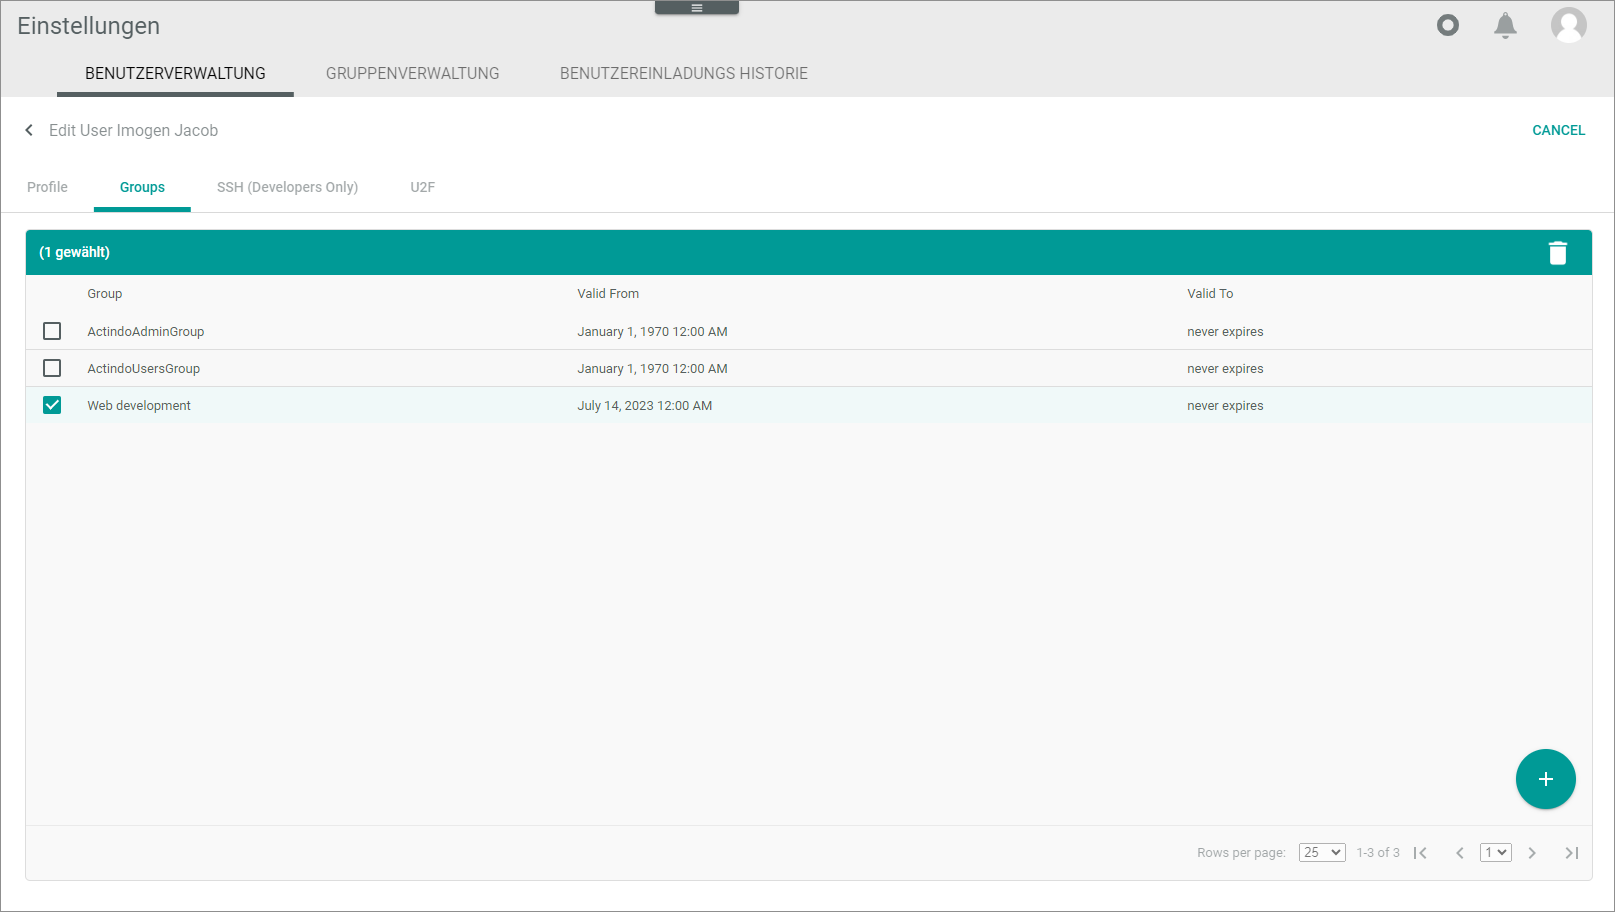 Einstellungen
BENUTZERVERWALTUNG GRUPPENVERWALTUNG BENUTZEREINLADUNGS HISTORIE
Edit User Imogen Jacob CANCEL
Profile Groups SSH (Developers Only) U2F
(1 gewählt)
Group Valid From Valid To
ActindoAdminGroup January 1, 1970 12:00 AM never expires
ActindoUsersGroup January 1, 1970 12:00 AM never expires
Web development July 14, 2023 12:00 AM never expires
Rows per page: 25 1-3 of 3 1